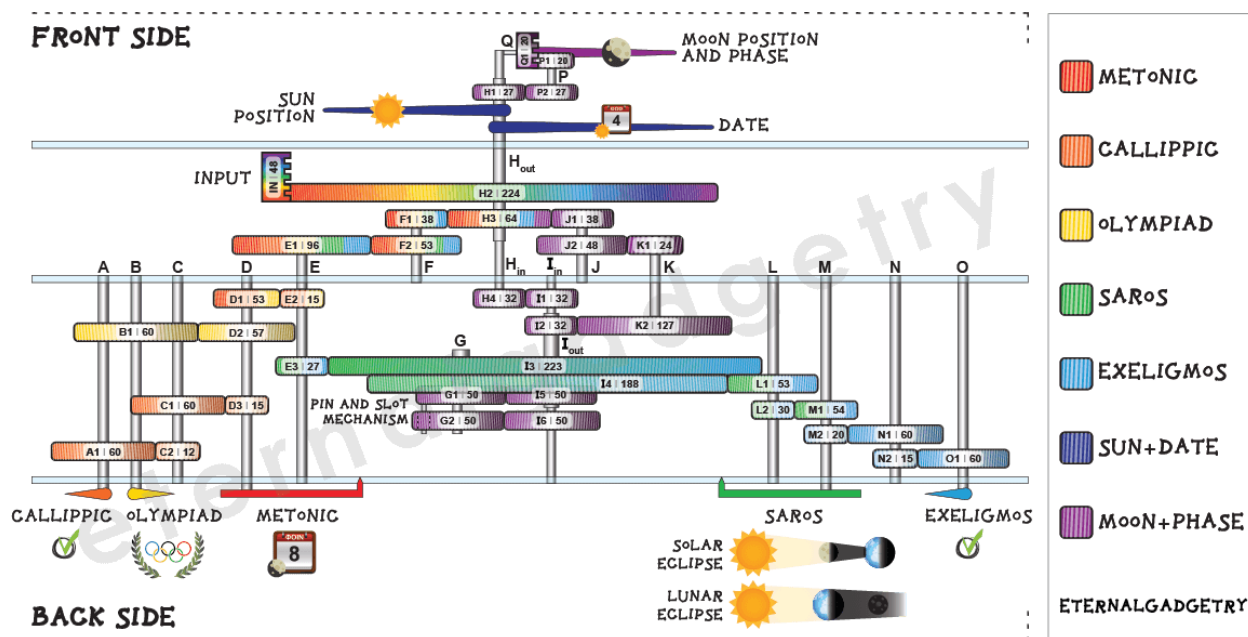 FRONT SIDE
Q
Q1 | 20
MOON POSITION
AND PHASE
P1 | 20
P
H1 | 27
P2 | 27
SUN
POSITION
4
DATE
INPUT
IN | 48
H out
H2 | 224
F1 | 38
H3 | 64
J1 | 38
E1 | 96
F2 | 53
J2 | 48
K1 | 24
A
B
C
D
E
F
H in
I in
J
K
L
M
N
O
D1 | 53
E2 | 15
H4 | 32
I1 | 32
B1 | 60
D2 | 57
I2 | 32
K2 | 127
I out
G
E3 | 27
I3 | 223
I4 | 188
L1 | 53
PIN AND SLOT
MECHANISM
G1 | 50
I5 | 50
C1 | 60
D3 | 15
L2 | 30
M1 | 54
G2 | 50
I6 | 50
M2 | 20
N1 | 60
A1 | 60
C2 | 12
N2 | 15
O1 | 60
CALLIPPIC
OLYMPIAD
METONIC
ΦΟΙΝ
8
SAROS
EXELIGMOS
SOLAR
ECLIPSE
LUNAR
ECLIPSE
BACK SIDE
METONIC
CALLIPPIC
OLYMPIAD
SAROS
EXELIGMOS
SUN+DATE
MOON+PHASE
ETERNALGADGETRY
eternalgadgetry